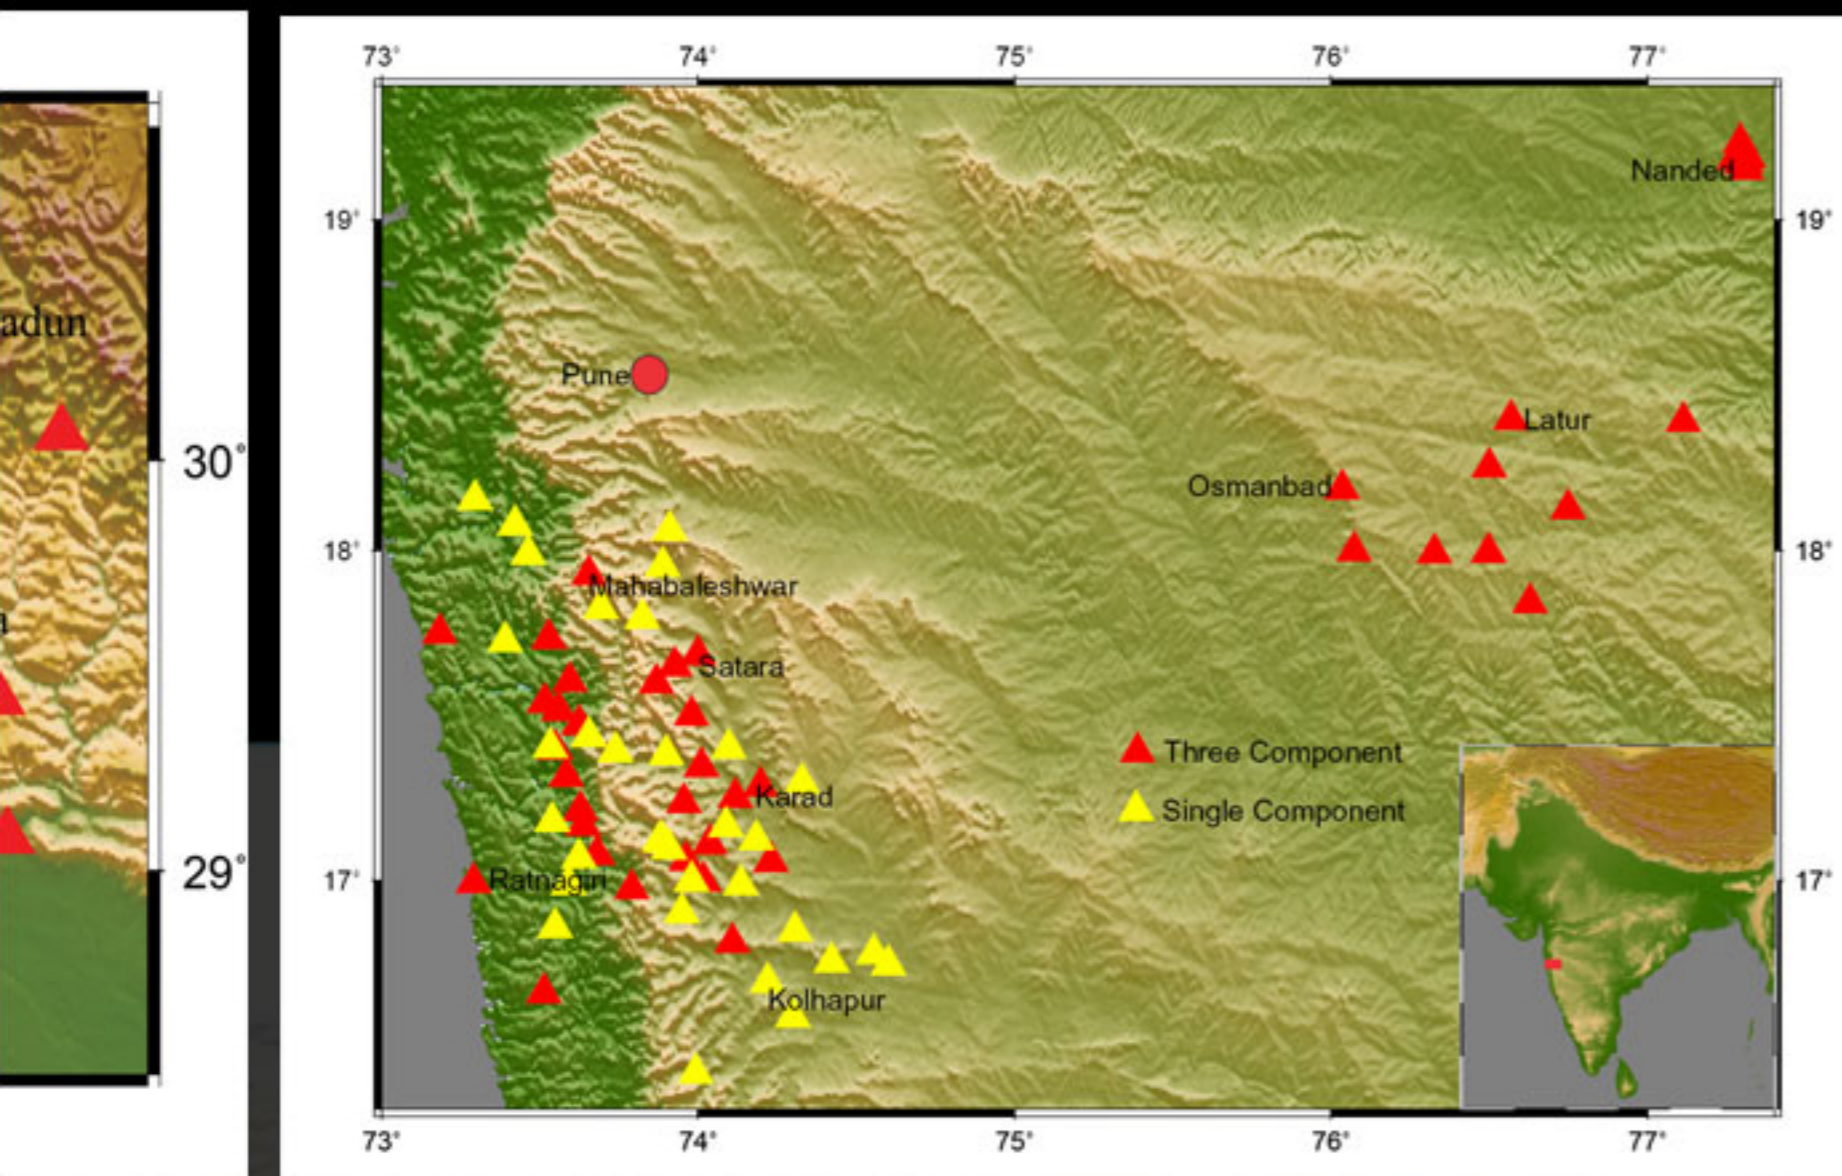 adun
30°
29°
73° 74° 75° 76° 77°
Nanded
19° 19°
Pune
Latur
Osmanbad
18° 18°
Mahabaleshwar
Satara
Three Component
Karad
Single Component
Ratnagiri
17° 17°
Kolhapur
73° 74° 75° 76° 77°